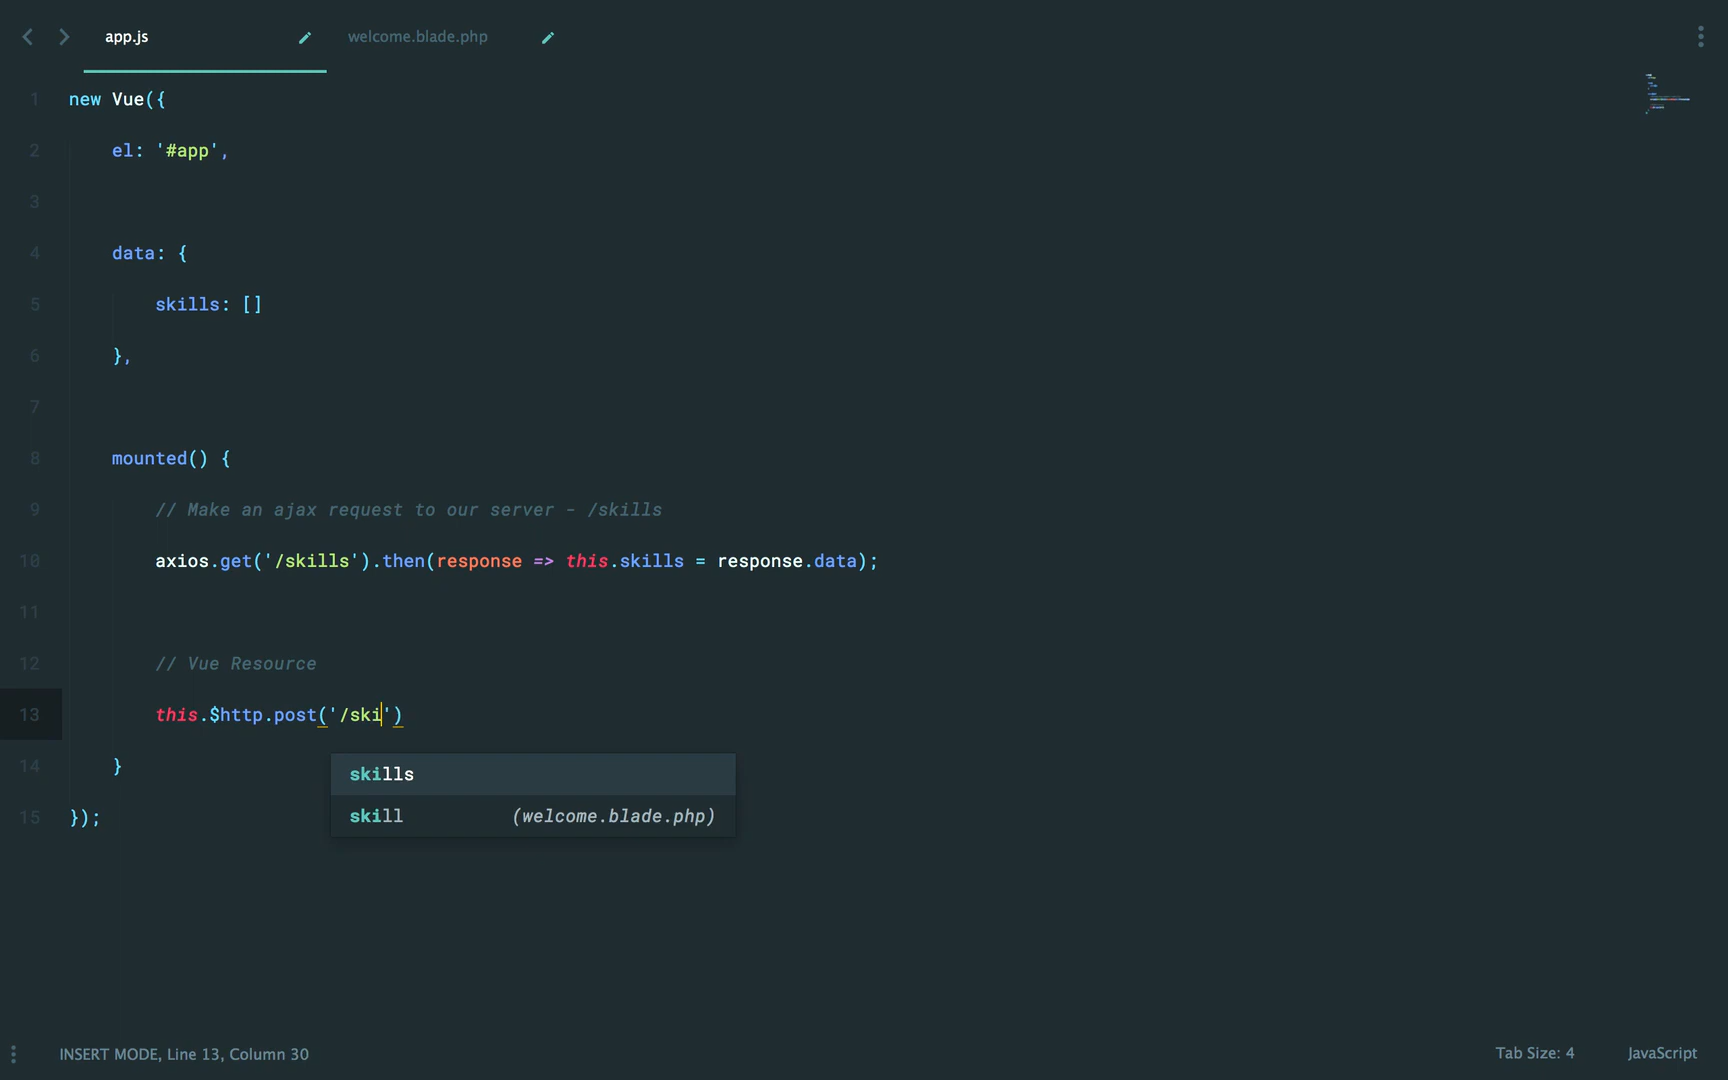 app.js
welcome.blade.php
1 new Vue({
2 el: '#app',
3
4 data: {
5 skills: []
6 },
7
8 mounted() {
9 // Make an ajax request to our server - /skills
10 axios.get('/skills').then(response => this.skills = response.data);
11
12 // Vue Resource
13 this.$http.post('/ski')
skills
skill (welcome.blade.php)
14 }
15 });
INSERT MODE, Line 13, Column 30
Tab Size: 4
JavaScript